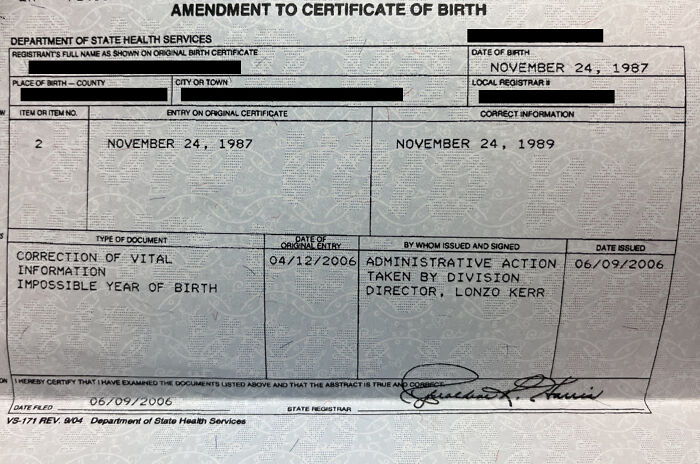 AMENDMENT TO CERTIFICATE OF BIRTH
DEPARTMENT OF STATE HEALTH SERVICES
REGISTRANT'S FULL NAME AS SHOWN ON ORIGINAL BIRTH CERTIFICATE
DATE OF BIRTH
NOVEMBER 24, 1987
PLACE OF BIRTH — COUNTY
CITY OR TOWN
LOCAL REGISTRAR #
ITEM OR ITEM NO.
ENTRY ON ORIGINAL CERTIFICATE
CORRECT INFORMATION
2
NOVEMBER 24, 1987
NOVEMBER 24, 1989
TYPE OF DOCUMENT
DATE OF
ORIGINAL ENTRY
BY WHOM ISSUED AND SIGNED
DATE ISSUED
CORRECTION OF VITAL
INFORMATION
IMPOSSIBLE YEAR OF BIRTH
04/12/2006
ADMINISTRATIVE ACTION
TAKEN BY DIVISION
DIRECTOR, LONZO KERR
06/09/2006
I HEREBY CERTIFY THAT I HAVE EXAMINED THE DOCUMENTS LISTED ABOVE AND THAT THE ABSTRACT IS TRUE AND CORRECT.
DATE FILED 06/09/2006
STATE REGISTRAR Geraldine R. Harris
VS-171 REV. 9/04 Department of State Health Services